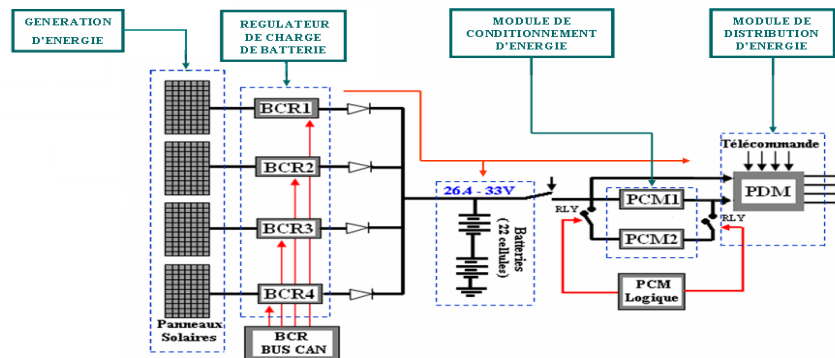 GENERATION
D'ENERGIE
REGULATEUR
DE CHARGE
DE BATTERIE
MODULE DE
CONDITIONNEMENT
D'ENERGIE
MODULE DE
DISTRIBUTION
D'ENERGIE
BCR1
BCR2
BCR3
BCR4
Panneaux
Solaires
BCR
BUS CAN
26.4 - 33V
Batteries
(22 cellules)
RLY
PCM1
PCM2
RLY
PCM
Logique
Télécommande
PDM